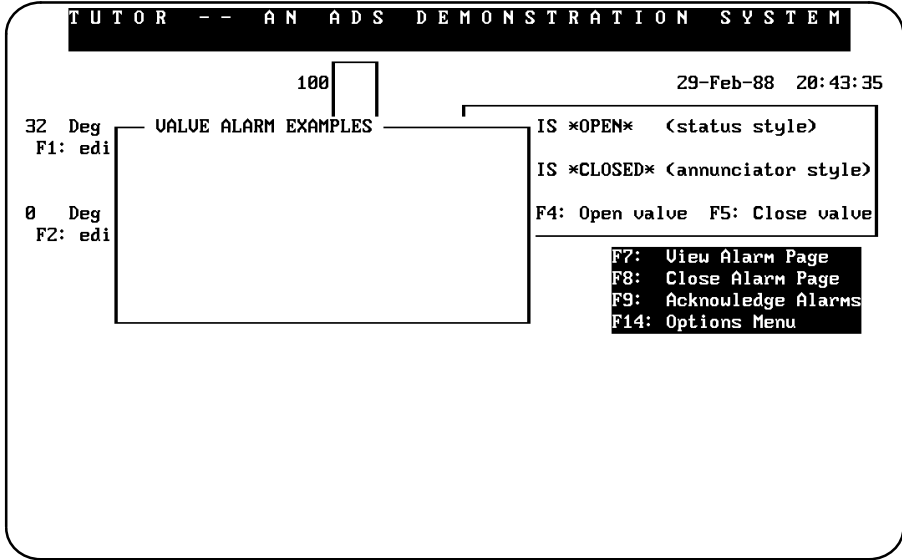 TUTOR -- AN ADS DEMONSTRATION SYSTEM
100
29-Feb-88 20:43:35
32 Deg
VALVE ALARM EXAMPLES
IS *OPEN* (status style)
F1: edi
IS *CLOSED* (annunciator style)
0 Deg
F4: Open valve F5: Close valve
F2: edi
F7: View Alarm Page
F8: Close Alarm Page
F9: Acknowledge Alarms
F14: Options Menu